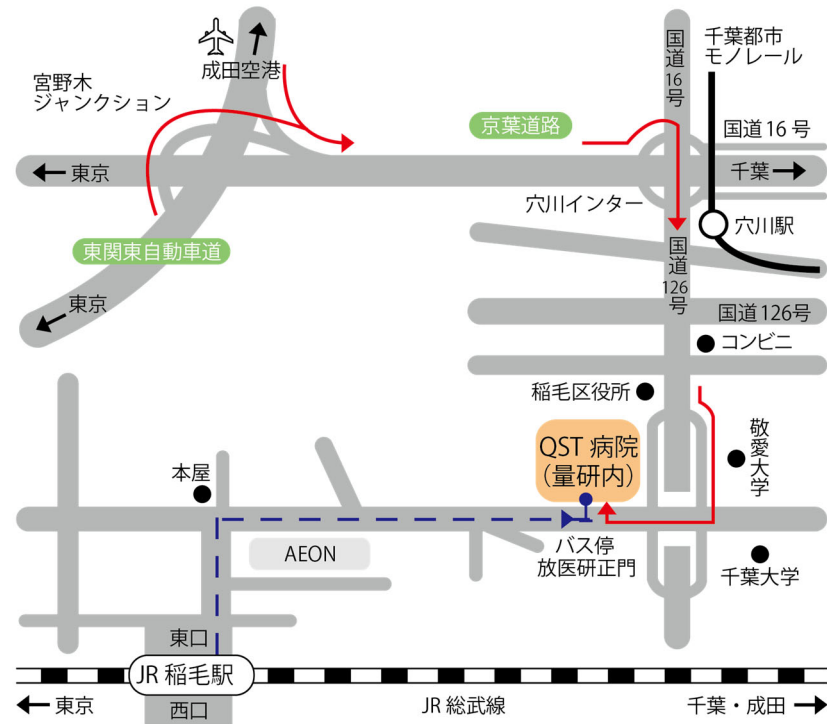 成田空港
国道16号
千葉都市
モノレール
宮野木
ジャンクション
京葉道路
国道16号
東京
千葉
穴川インター
穴川駅
東関東自動車道
国道126号
東京
国道126号
コンビニ
稲毛区役所
QST 病院
(量研内)
敬愛大学
本屋
AEON
バス停
放医研正門
千葉大学
東口
JR 稲毛駅
東京
西口
JR 総武線
千葉・成田